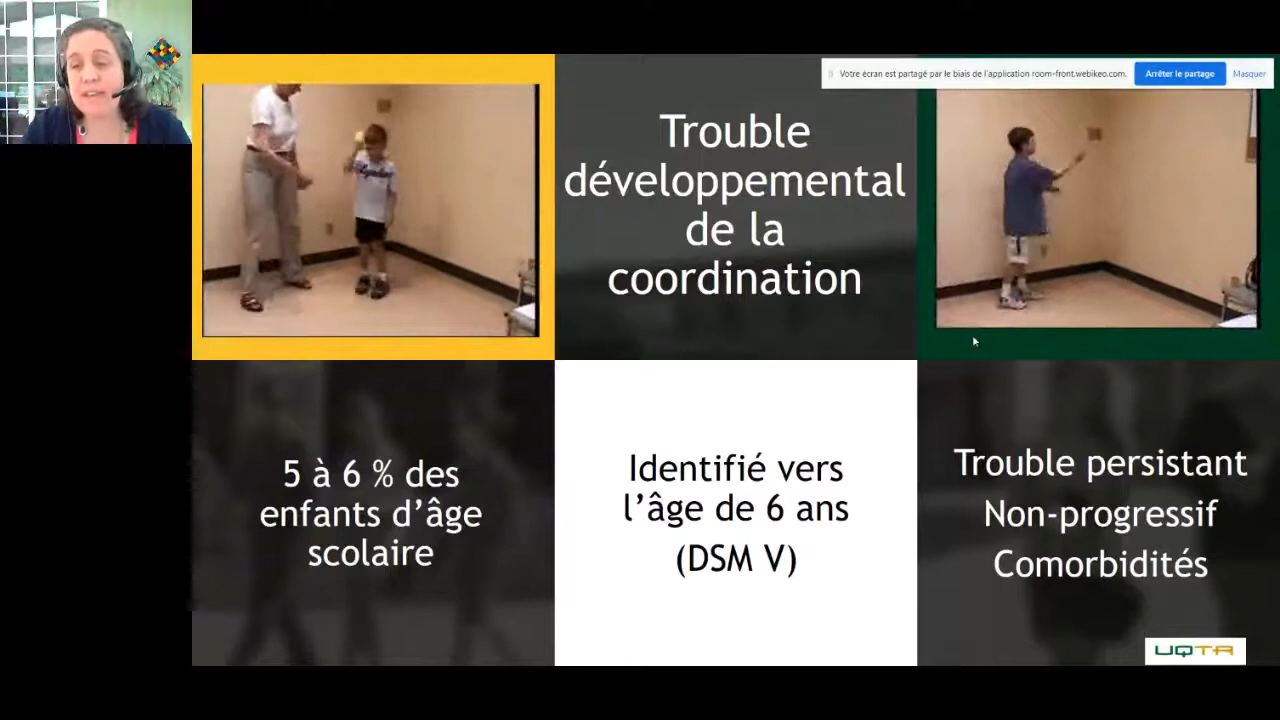 Votre écran est partagé par le biais de l'application room-front.webikeo.com. Arrêter le partage Masquer
Trouble
développemental
de la
coordination
5 à 6 % des
enfants d'âge
scolaire
Identifié vers
l'âge de 6 ans
(DSM V)
Trouble persistant
Non-progressif
Comorbidités
UQTR